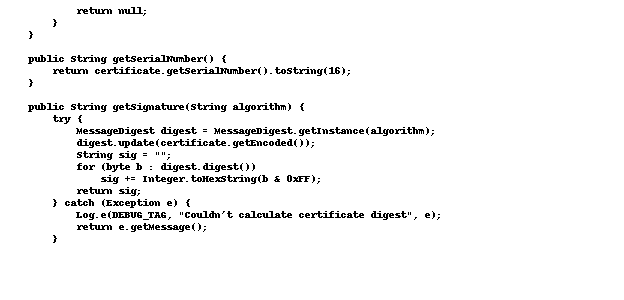 return null;
}
}
public String getSerialNumber() {
return certificate.getSerialNumber().toString(16);
}
public String getSignature(String algorithm) {
try {
MessageDigest digest = MessageDigest.getInstance(algorithm);
digest.update(certificate.getEncoded());
String sig = "";
for (byte b : digest.digest())
sig += Integer.toHexString(b & 0xFF);
return sig;
} catch (Exception e) {
Log.e(DEBUG_TAG, "Couldn't calculate certificate digest", e);
return e.getMessage();
}